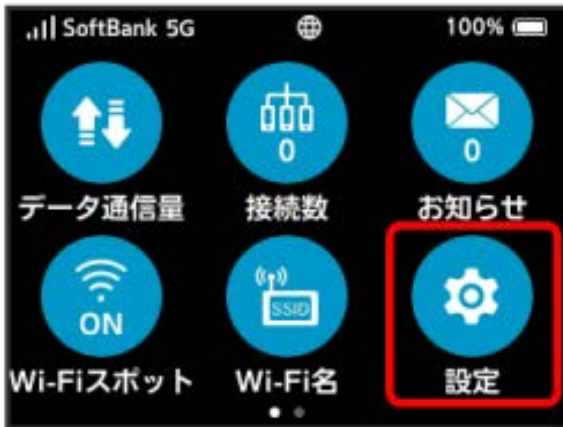 SoftBank 5G 100%
0 0
データ通信量 接続数 お知らせ
ON SSID
Wi-Fiスポット Wi-Fi名 設定